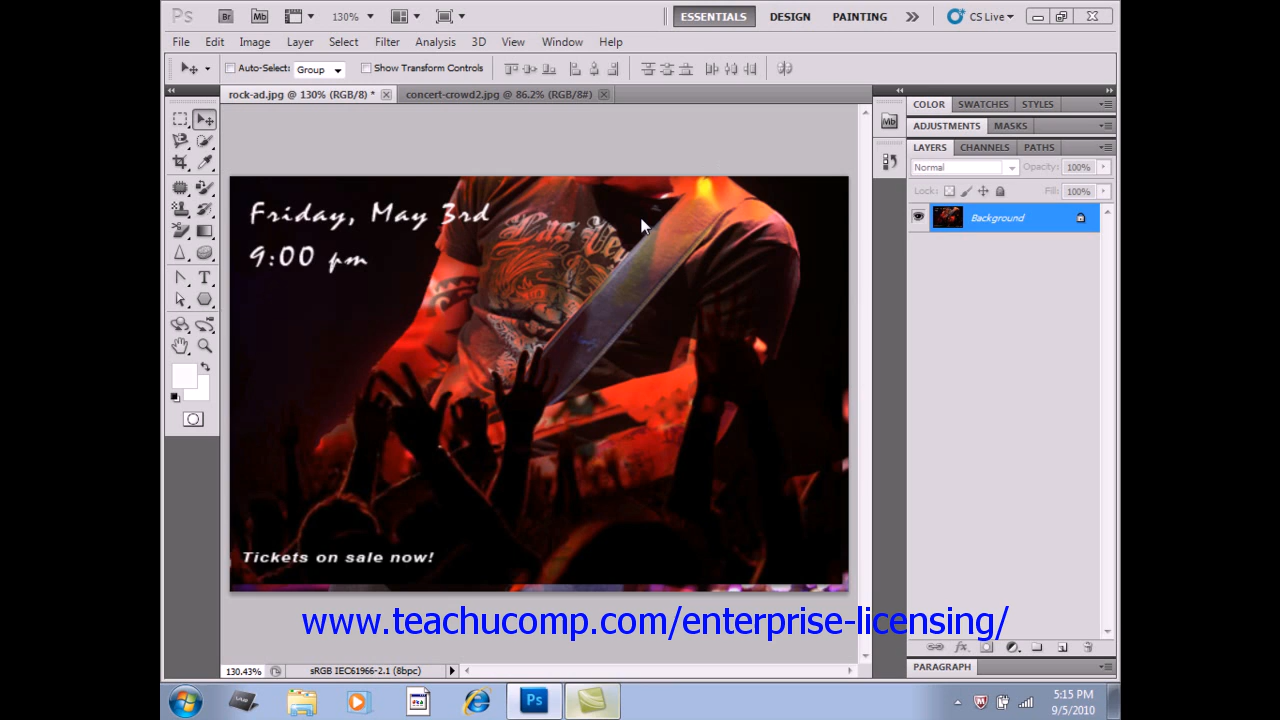 Ps Br Mb 130% ESSENTIALS DESIGN PAINTING CS Live
File Edit Image Layer Select Filter Analysis 3D View Window Help
Auto-Select: Group Show Transform Controls
rock-ad.jpg @ 130% (RGB/8) * concert-crowd2.jpg @ 86.2% (RGB/8#)
COLOR SWATCHES STYLES
Mb
ADJUSTMENTS MASKS
LAYERS CHANNELS PATHS
Normal Opacity: 100%
Lock: Fill: 100%
Background
Friday, May 3rd
9:00 pm
Tickets on sale now!
www.teachucomp.com/enterprise-licensing/
130.43% sRGB IEC61966-2.1 (8bpc)
PARAGRAPH
Ps
5:15 PM
9/5/2010